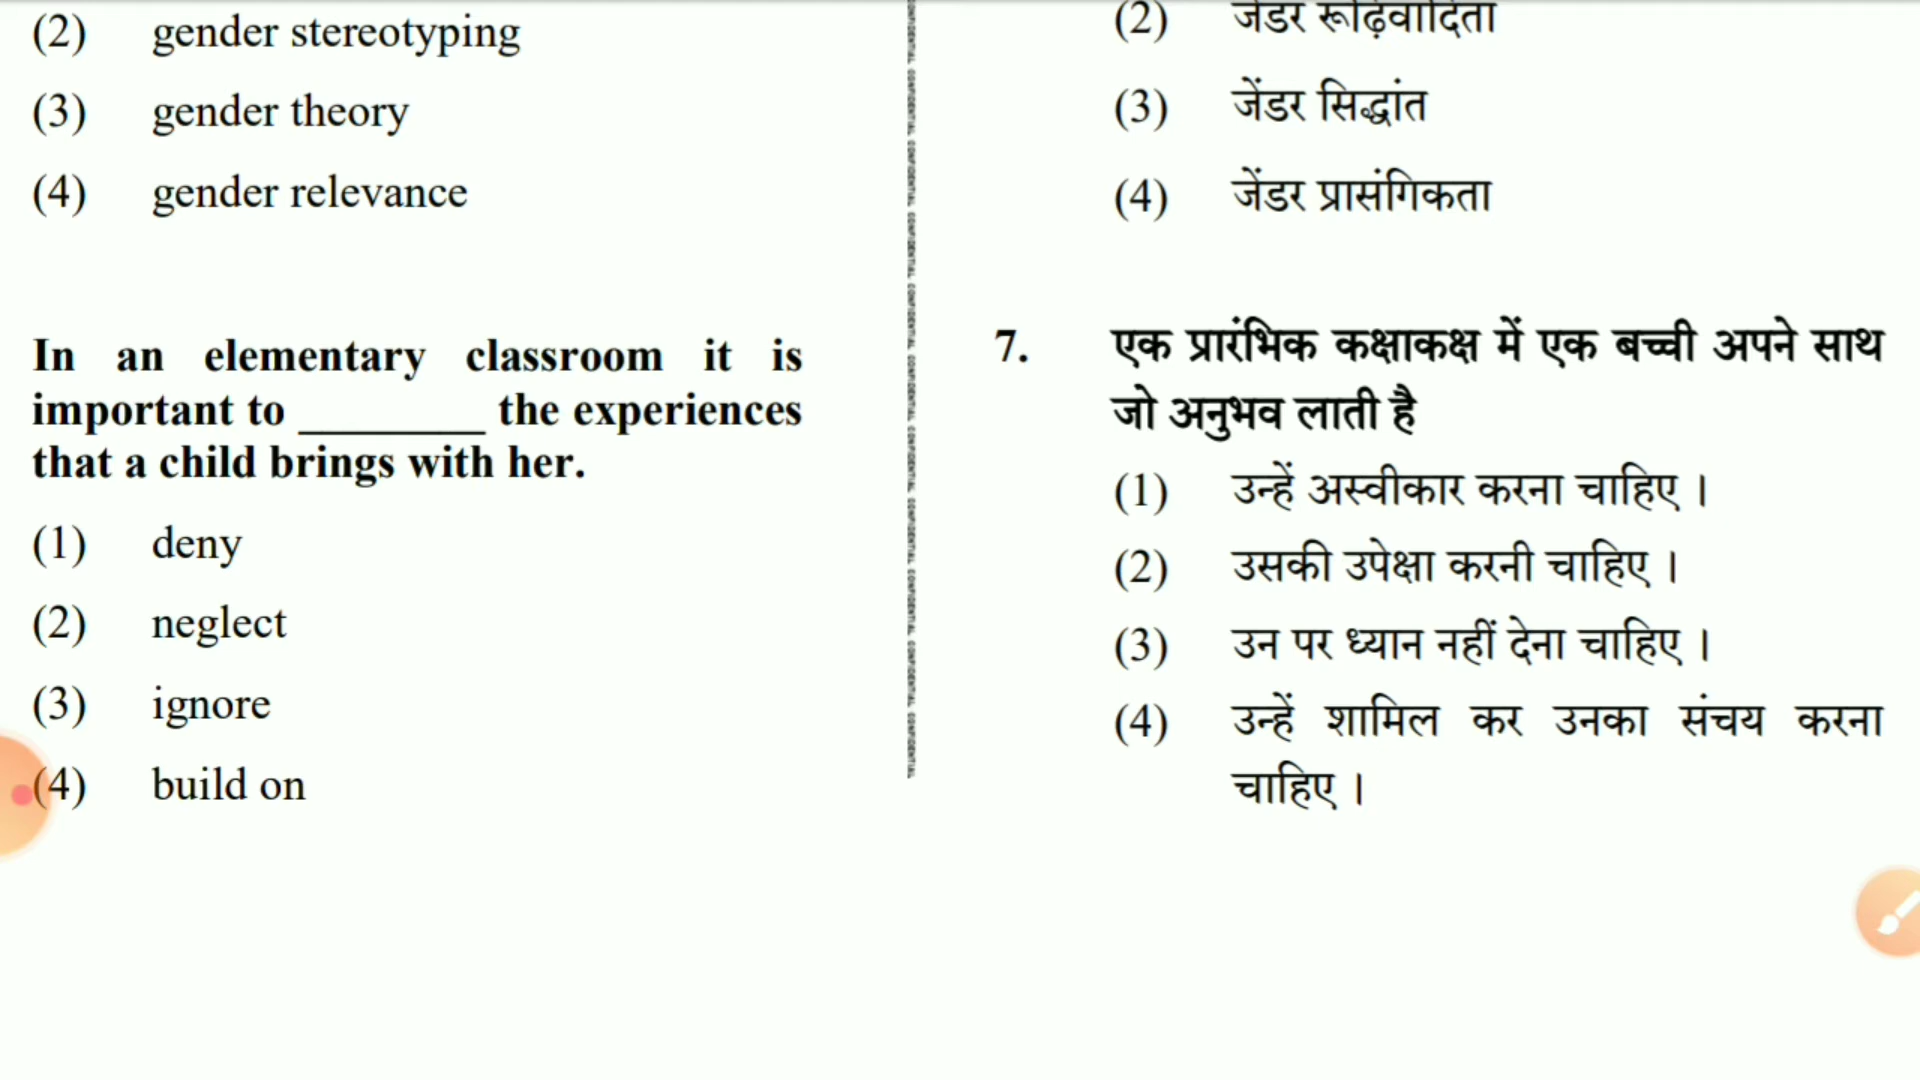 (2) gender stereotyping
(3) gender theory
(4) gender relevance
In an elementary classroom it is
important to ________ the experiences
that a child brings with her.
(1) deny
(2) neglect
(3) ignore
(4) build on
(2) जेंडर रूढ़िवादिता
(3) जेंडर सिद्धांत
(4) जेंडर प्रासंगिकता
7. एक प्रारंभिक कक्षाकक्ष में एक बच्ची अपने साथ
जो अनुभव लाती है
(1) उन्हें अस्वीकार करना चाहिए ।
(2) उसकी उपेक्षा करनी चाहिए ।
(3) उन पर ध्यान नहीं देना चाहिए ।
(4) उन्हें शामिल कर उनका संचय करना
चाहिए ।